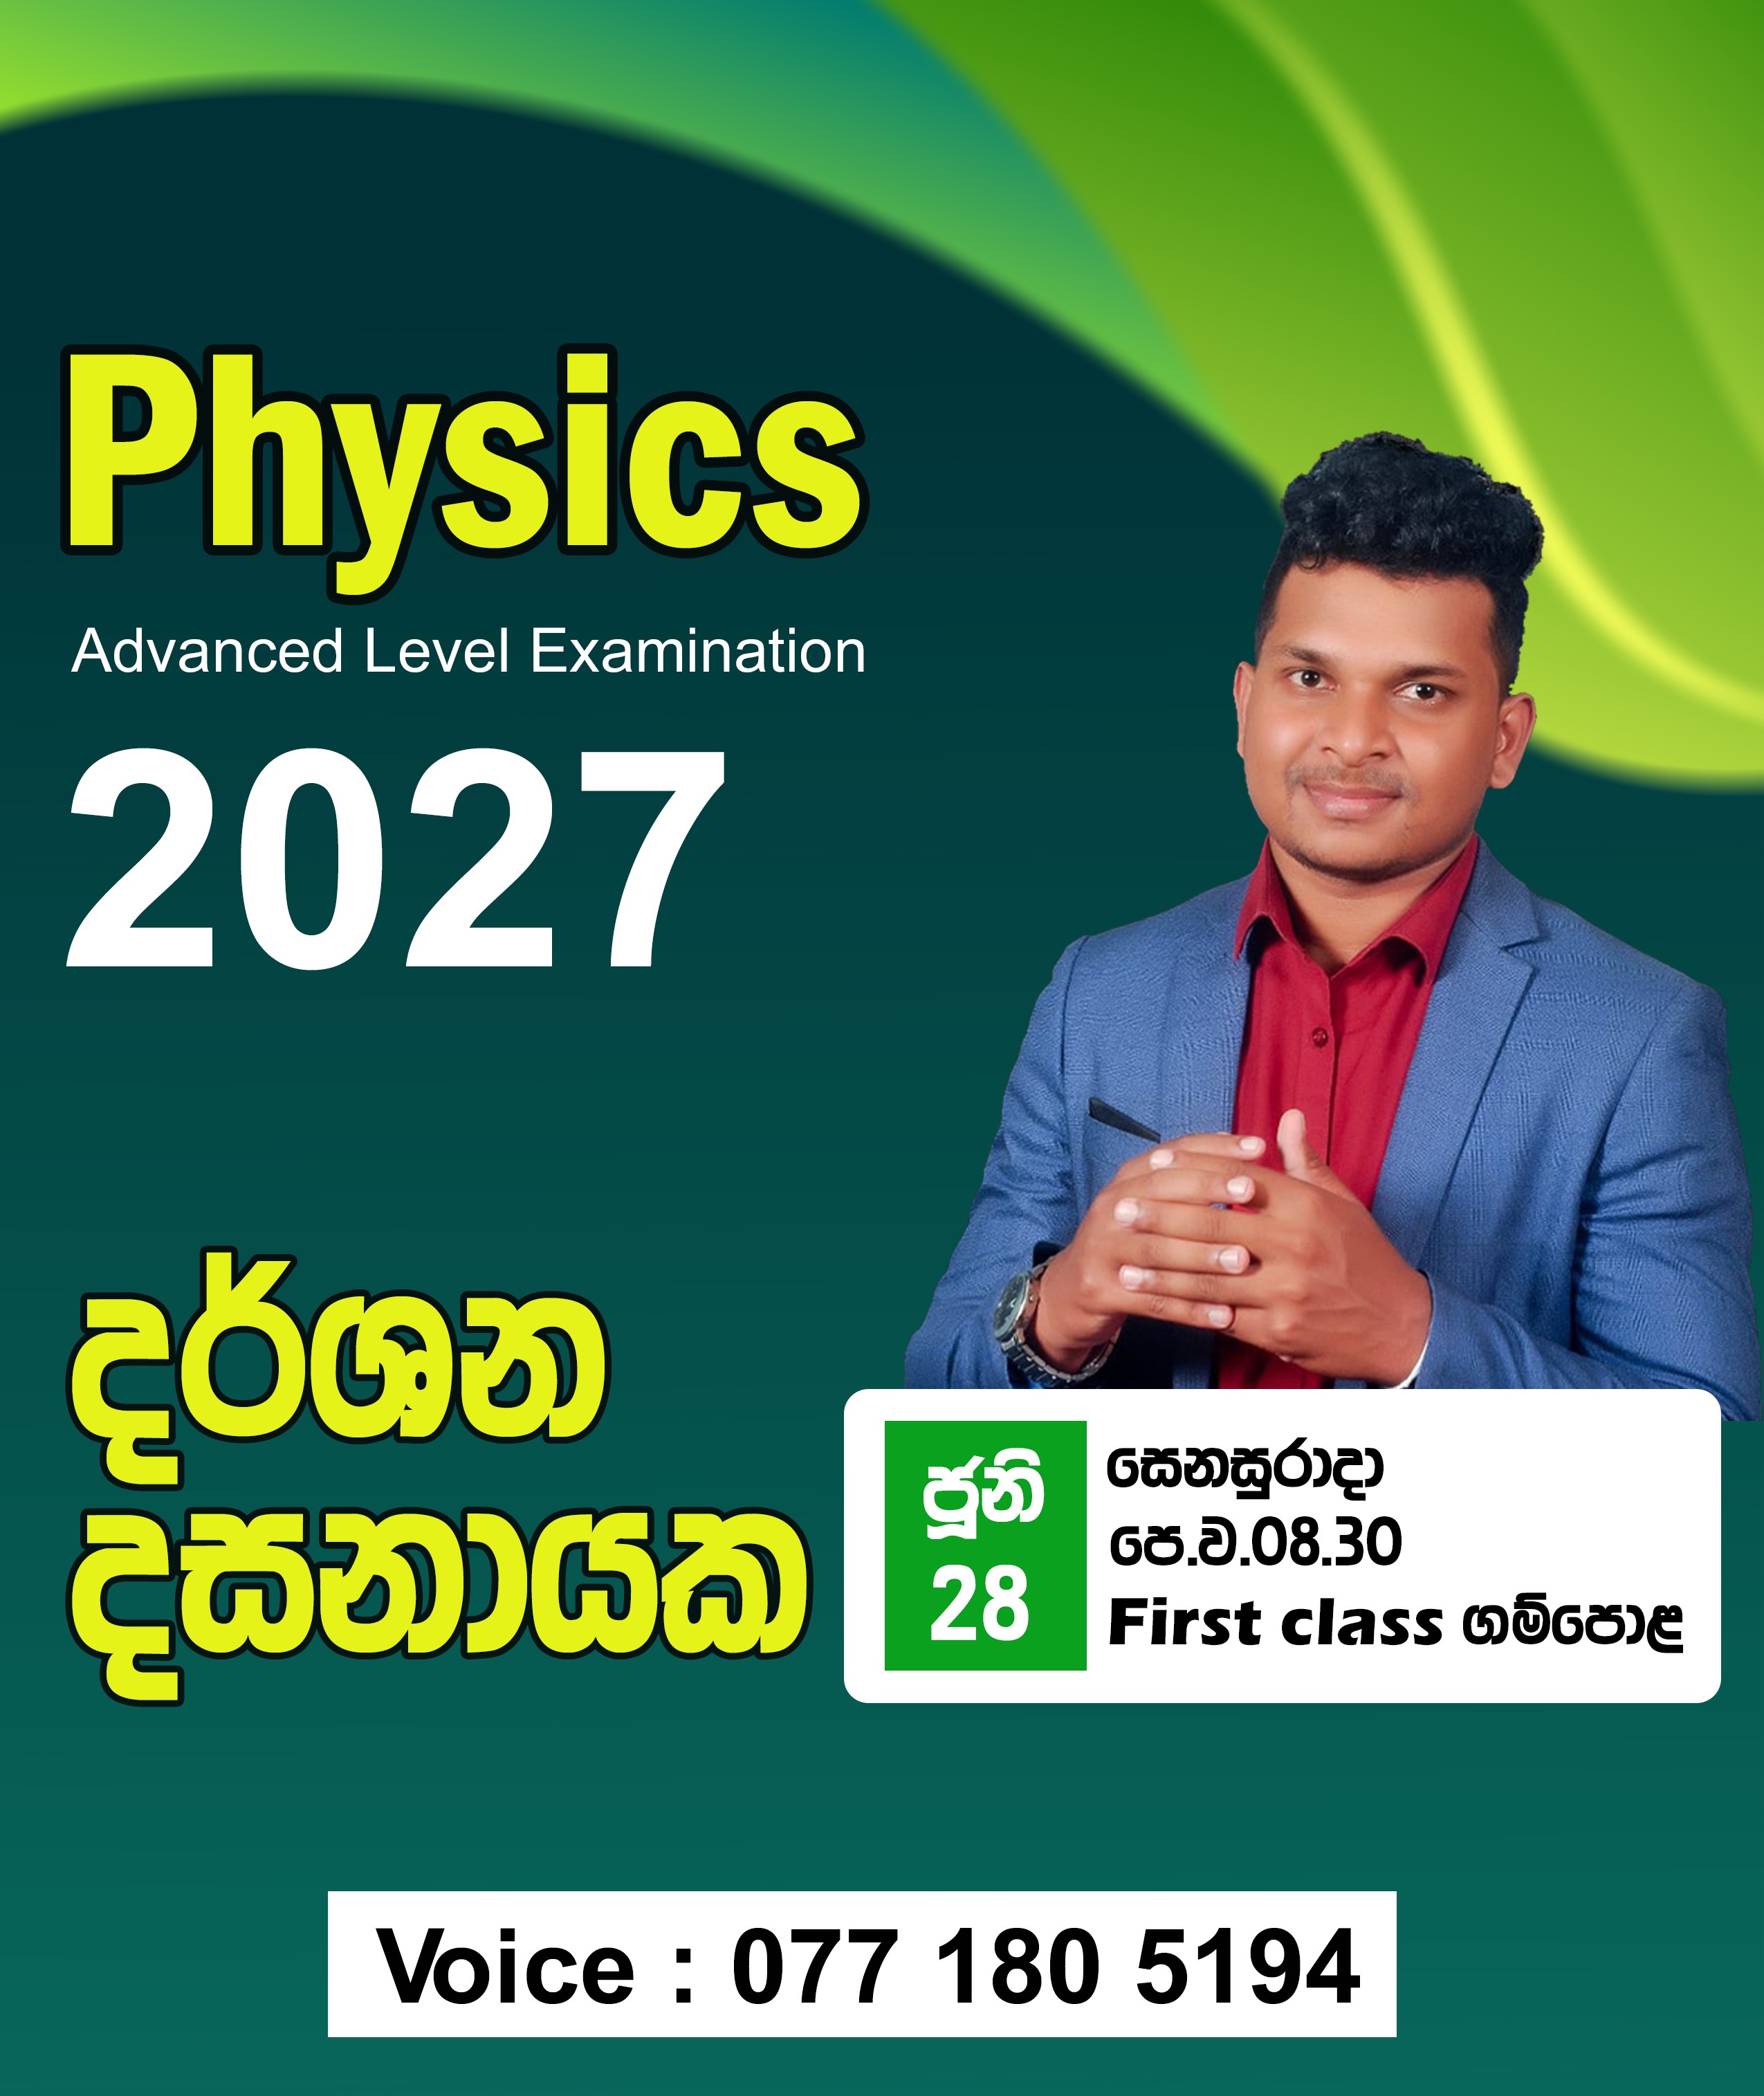 Physics
Advanced Level Examination
2027
දර්ශන
දසනායක
ජුනි
28
සෙනසුරාදා
පෙ.ව.08.30
First class ගම්පොළ
Voice : 077 180 5194